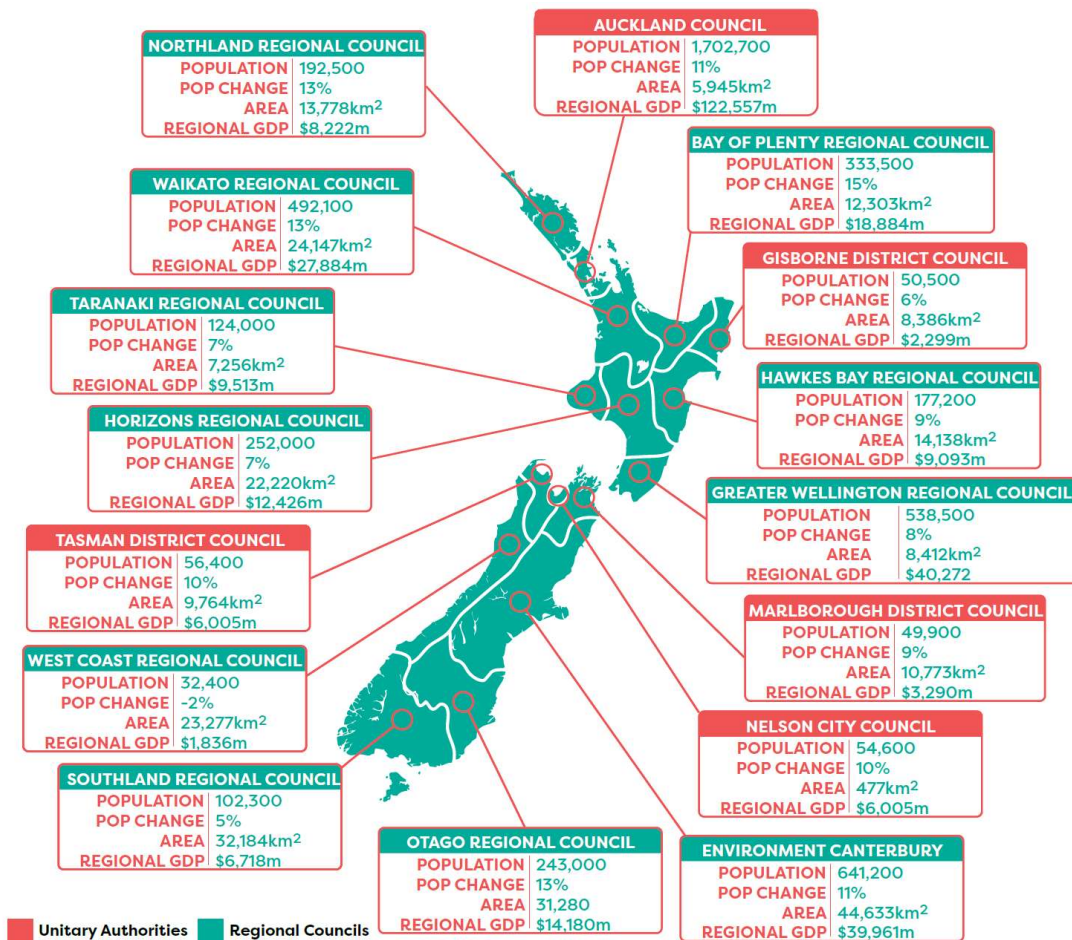 NORTHLAND REGIONAL COUNCIL
POPULATION 192,500
POP CHANGE 13%
AREA 13,778km²
REGIONAL GDP $8,222m
AUCKLAND COUNCIL
POPULATION 1,702,700
POP CHANGE 11%
AREA 5,945km²
REGIONAL GDP $122,557m
BAY OF PLENTY REGIONAL COUNCIL
POPULATION 333,500
POP CHANGE 15%
AREA 12,303km²
REGIONAL GDP $18,884m
WAIKATO REGIONAL COUNCIL
POPULATION 492,100
POP CHANGE 13%
AREA 24,147km²
REGIONAL GDP $27,884m
GISBORNE DISTRICT COUNCIL
POPULATION 50,500
POP CHANGE 6%
AREA 8,386km²
REGIONAL GDP $2,299m
TARANAKI REGIONAL COUNCIL
POPULATION 124,000
POP CHANGE 7%
AREA 7,256km²
REGIONAL GDP $9,513m
HAWKES BAY REGIONAL COUNCIL
POPULATION 177,200
POP CHANGE 9%
AREA 14,138km²
REGIONAL GDP $9,093m
HORIZONS REGIONAL COUNCIL
POPULATION 252,000
POP CHANGE 7%
AREA 22,220km²
REGIONAL GDP $12,426m
GREATER WELLINGTON REGIONAL COUNCIL
POPULATION 538,500
POP CHANGE 8%
AREA 8,412km²
REGIONAL GDP $40,272
TASMAN DISTRICT COUNCIL
POPULATION 56,400
POP CHANGE 10%
AREA 9,764km²
REGIONAL GDP $6,005m
MARLBOROUGH DISTRICT COUNCIL
POPULATION 49,900
POP CHANGE 9%
AREA 10,773km²
REGIONAL GDP $3,290m
WEST COAST REGIONAL COUNCIL
POPULATION 32,400
POP CHANGE -2%
AREA 23,277km²
REGIONAL GDP $1,836m
NELSON CITY COUNCIL
POPULATION 54,600
POP CHANGE 10%
AREA 477km²
REGIONAL GDP $6,005m
SOUTHLAND REGIONAL COUNCIL
POPULATION 102,300
POP CHANGE 5%
AREA 32,184km²
REGIONAL GDP $6,718m
OTAGO REGIONAL COUNCIL
POPULATION 243,000
POP CHANGE 13%
AREA 31,280
REGIONAL GDP $14,180m
ENVIRONMENT CANTERBURY
POPULATION 641,200
POP CHANGE 11%
AREA 44,633km²
REGIONAL GDP $39,961m
Unitary Authorities Regional Councils